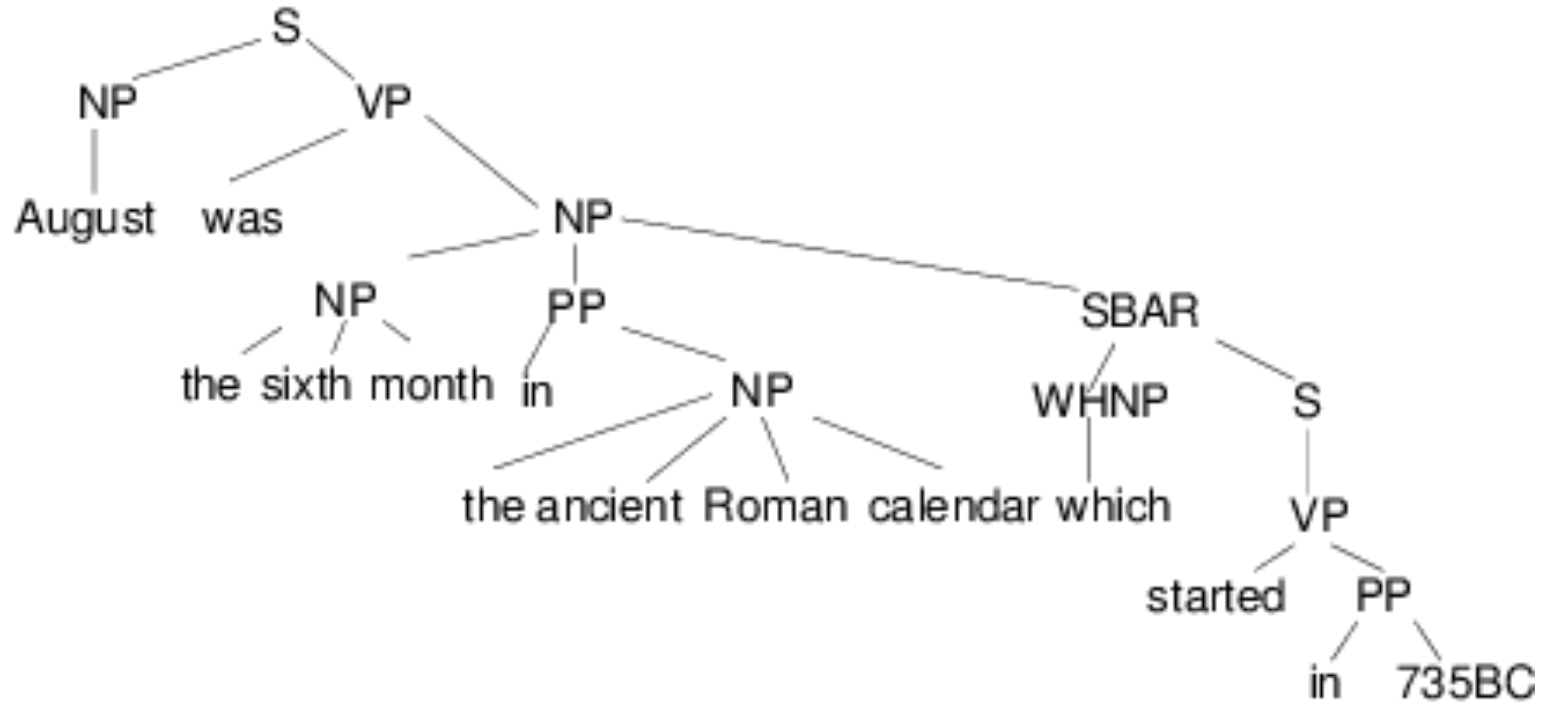 S
NP VP
August was NP
NP PP SBAR
the sixth month in NP WHNP S
the ancient Roman calendar which VP
started PP
in 735BC